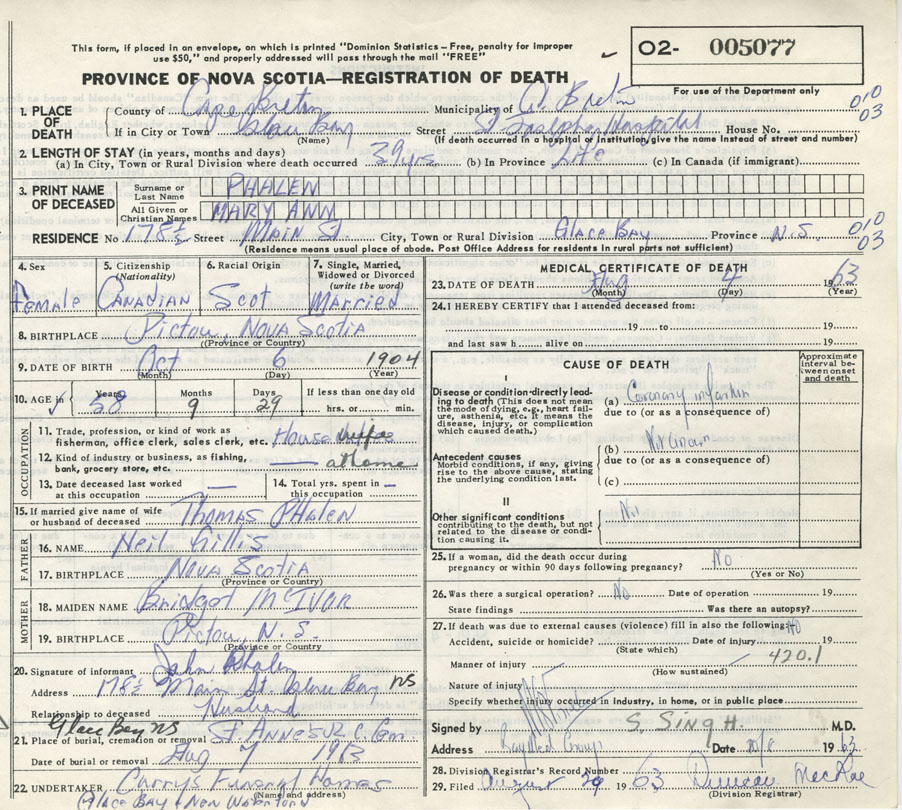 This form, if placed in an envelope, on which is printed "Dominion Statistics – Free, penalty for improper
use $50," and properly addressed will pass through the mail "FREE"
O2- 005077
PROVINCE OF NOVA SCOTIA—REGISTRATION OF DEATH
For use of the Department only
1. PLACE OF DEATH County of Cape Breton Municipality of C. Breton 010 03
If in City or Town Glace Bay Street St Josephs Hospital House No.
(Name) (If death occurred in a hospital or institution, give the name instead of street and number)
2. LENGTH OF STAY (in years, months and days)
(a) In City, Town or Rural Division where death occurred 39 yrs (b) In Province Life (c) In Canada (if immigrant)
3. PRINT NAME OF DECEASED Surname or Last Name PHALEN
All Given or Christian Names MARY ANN
RESIDENCE No 178½ Street Main St City, Town or Rural Division Glace Bay Province N.S. 010 03
(Residence means usual place of abode. Post Office Address for residents in rural parts not sufficient)
4. Sex Female
5. Citizenship (Nationality) Canadian
6. Racial Origin Scot
7. Single, Married, Widowed or Divorced (write the word) Married
8. BIRTHPLACE Pictou, Nova Scotia
(Province or Country)
9. DATE OF BIRTH Oct 6 1904
(Month) (Day) (Year)
10. AGE in Years 58 Months 9 Days 29 If less than one day old hrs. or min.
OCCUPATION
11. Trade, profession, or kind of work as fisherman, office clerk, sales clerk, etc. House wife
12. Kind of industry or business, as fishing, bank, grocery store, etc. — at home
13. Date deceased last worked at this occupation —
14. Total yrs. spent in this occupation —
15. If married give name of wife or husband of deceased Thomas Phalen
FATHER
16. NAME Neil Gillis
17. BIRTHPLACE Nova Scotia
(Province or Country)
MOTHER
18. MAIDEN NAME Bridget McIvor
19. BIRTHPLACE Pictou, N.S.
(Province or Country)
20. Signature of informant John Phalen
Address 178½ Main St. Glace Bay NS
Relationship to deceased Husband
Glace Bay NS
21. Place of burial, cremation or removal St. Annes R.C. Cem
Date of burial or removal Aug 7 1963
22. UNDERTAKER Currys Funeral Homes
(Name and address)
Glace Bay & New Waterford
MEDICAL CERTIFICATE OF DEATH
23. DATE OF DEATH Aug 4 1963
(Month) (Day) (Year)
24. I HEREBY CERTIFY that I attended deceased from:
19 to 19
and last saw h alive on 19
CAUSE OF DEATH
Approximate interval between onset and death
I
Disease or condition directly leading to death (This does not mean the mode of dying, e.g., heart failure, asthenia, etc. It means the disease, injury, or complication which caused death.)
(a) Coronary infarction
due to (or as a consequence of)
Antecedent causes
Morbid conditions, if any, giving rise to the above cause, stating the underlying condition last.
(b) Not known
due to (or as a consequence of)
(c)
II
Other significant conditions contributing to the death, but not related to the disease or condition causing it.
Nil
25. If a woman, did the death occur during pregnancy or within 90 days following pregnancy? No
(Yes or No)
26. Was there a surgical operation? No Date of operation 19
State findings Was there an autopsy?
27. If death was due to external causes (violence) fill in also the following:— No
Accident, suicide or homicide? Date of injury 19
(State which)
Manner of injury 420.1
(How sustained)
Nature of injury
Specify whether injury occurred in industry, in home, or in public place
Signed by S. SINGH M.D.
Address Date 1963
28. Division Registrar's Record Number
29. Filed August 29 1963 Duncan MacRae
(Division Registrar)